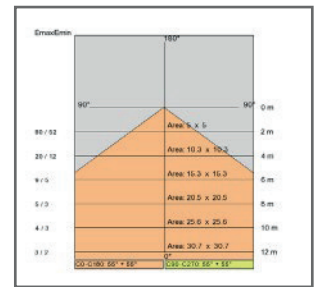 EmaxEmin
180°
90°
90°
0 m
Area: 5 x 5
80 / 52
2 m
Area: 10.3 x 10.3
20 / 12
4 m
Area: 15.3 x 15.3
9 / 5
6 m
Area: 20.5 x 20.5
5 / 3
8 m
Area: 25.6 x 25.6
4 / 3
10 m
Area: 30.7 x 30.7
3 / 2
12 m
0°
C0-C180: 55° + 55°
C90-C270: 55° + 55°